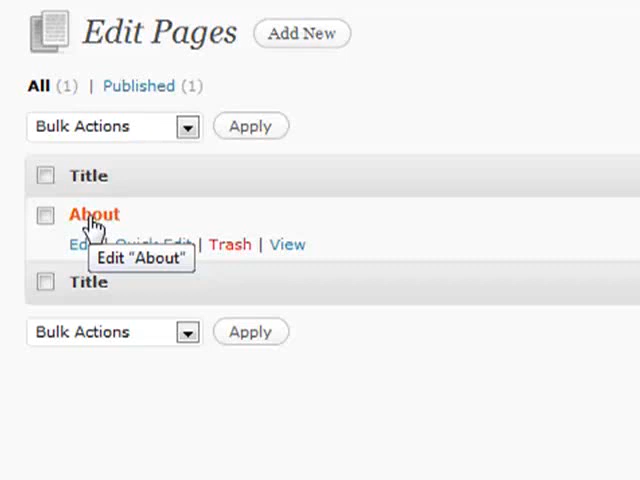 Edit Pages Add New
All (1) | Published (1)
Bulk Actions Apply
Title
About
| Trash | View
Edit "About"
Title
Bulk Actions Apply